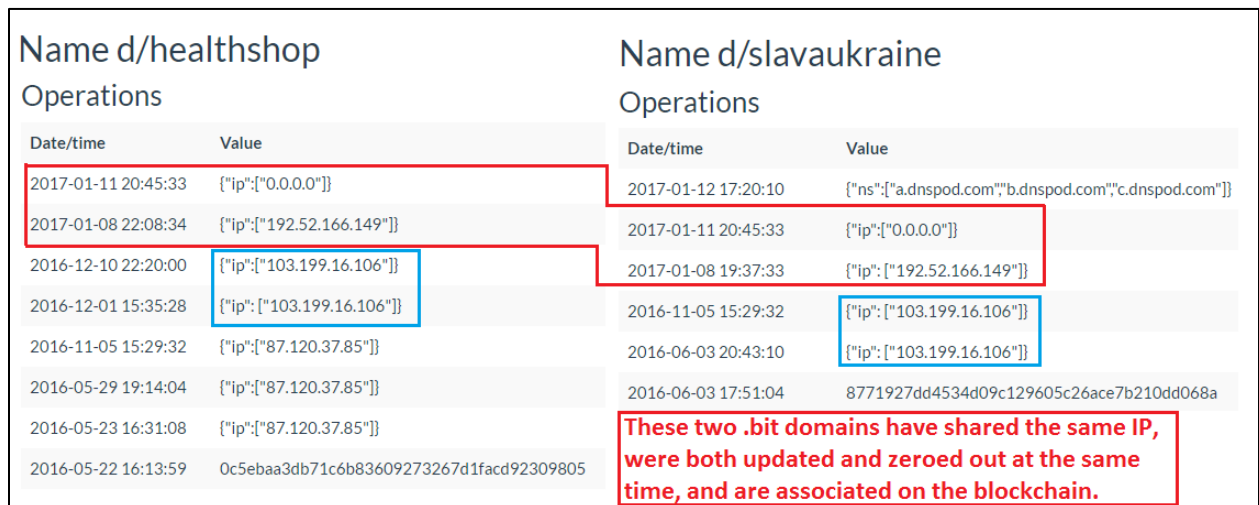 Name d/healthshop
Operations
Date/time Value
2017-01-11 20:45:33 {"ip":["0.0.0.0"]}
2017-01-08 22:08:34 {"ip":["192.52.166.149"]}
2016-12-10 22:20:00 {"ip":["103.199.16.106"]}
2016-12-01 15:35:28 {"ip": ["103.199.16.106"]}
2016-11-05 15:29:32 {"ip":["87.120.37.85"]}
2016-05-29 19:14:04 {"ip":["87.120.37.85"]}
2016-05-23 16:31:08 {"ip":["87.120.37.85"]}
2016-05-22 16:13:59 0c5ebaa3db71c6b83609273267d1facd92309805
Name d/slavaukraine
Operations
Date/time Value
2017-01-12 17:20:10 {"ns":["a.dnspod.com","b.dnspod.com","c.dnspod.com"]}
2017-01-11 20:45:33 {"ip":["0.0.0.0"]}
2017-01-08 19:37:33 {"ip": ["192.52.166.149"]}
2016-11-05 15:29:32 {"ip": ["103.199.16.106"]}
2016-06-03 20:43:10 {"ip": ["103.199.16.106"]}
2016-06-03 17:51:04 8771927dd4534d09c129605c26ace7b210dd068a
These two .bit domains have shared the same IP,
were both updated and zeroed out at the same
time, and are associated on the blockchain.